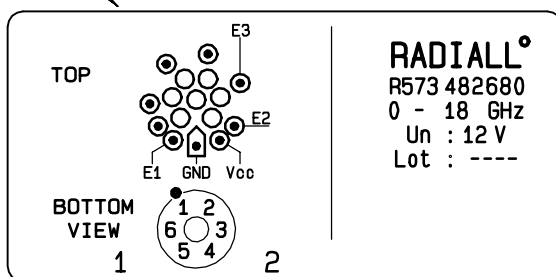 TOP
E3
E2
E1 GND Vcc
BOTTOM
VIEW
1 2
6 3
5 4
1 2
RADIALL°
R573 482680
0 - 18 GHz
Un : 12 V
Lot : ----